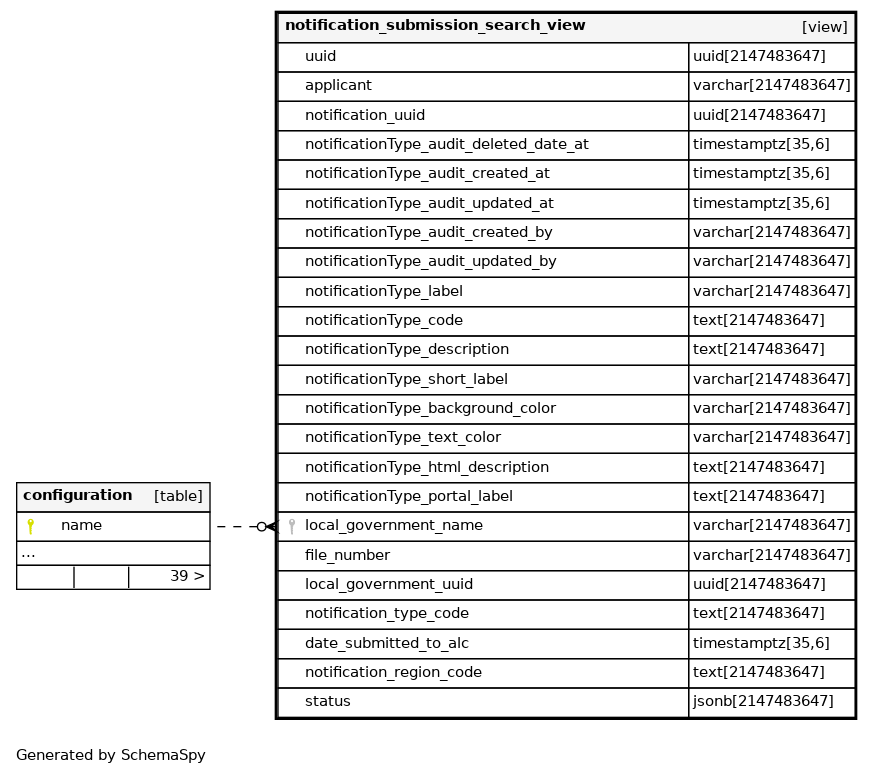 notification_submission_search_view [view]
uuid uuid[2147483647]
applicant varchar[2147483647]
notification_uuid uuid[2147483647]
notificationType_audit_deleted_date_at timestamptz[35,6]
notificationType_audit_created_at timestamptz[35,6]
notificationType_audit_updated_at timestamptz[35,6]
notificationType_audit_created_by varchar[2147483647]
notificationType_audit_updated_by varchar[2147483647]
notificationType_label varchar[2147483647]
notificationType_code text[2147483647]
notificationType_description text[2147483647]
notificationType_short_label varchar[2147483647]
notificationType_background_color varchar[2147483647]
notificationType_text_color varchar[2147483647]
notificationType_html_description text[2147483647]
notificationType_portal_label text[2147483647]
local_government_name varchar[2147483647]
file_number varchar[2147483647]
local_government_uuid uuid[2147483647]
notification_type_code text[2147483647]
date_submitted_to_alc timestamptz[35,6]
notification_region_code text[2147483647]
status jsonb[2147483647]
configuration [table]
name
...
39 >
Generated by SchemaSpy